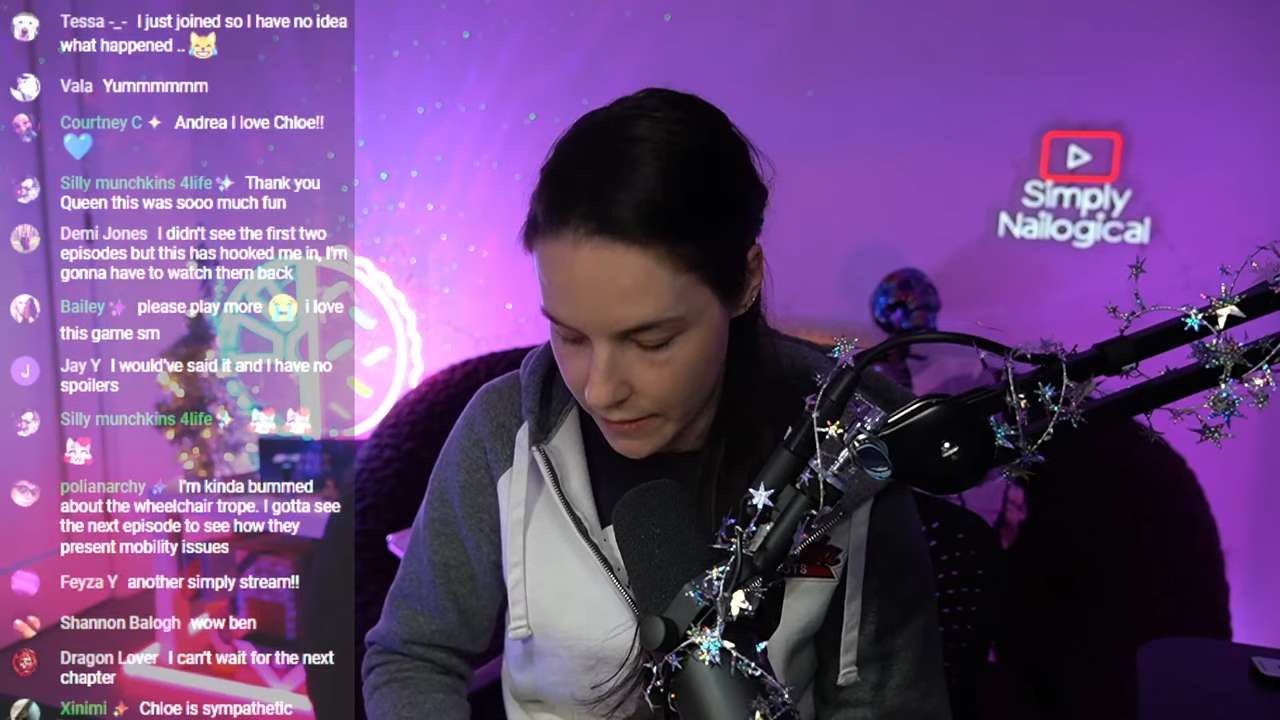 Tessa -_- I just joined so I have no idea
what happened ..
Vala Yummmmmm
Courtney C Andrea I love Chloe!!
Silly munchkins 4life Thank you
Queen this was sooo much fun
Demi Jones I didn't see the first two
episodes but this has hooked me in, I'm
gonna have to watch them back
Bailey please play more i love
this game sm
J
Jay Y I would've said it and I have no
spoilers
Silly munchkins 4life
polianarchy I'm kinda bummed
about the wheelchair trope. I gotta see
the next episode to see how they
present mobility issues
Feyza Y another simply stream!!
Shannon Balogh wow ben
Dragon Lover I can't wait for the next
chapter
Xinimi Chloe is sympathetic
Simply
Nailogical